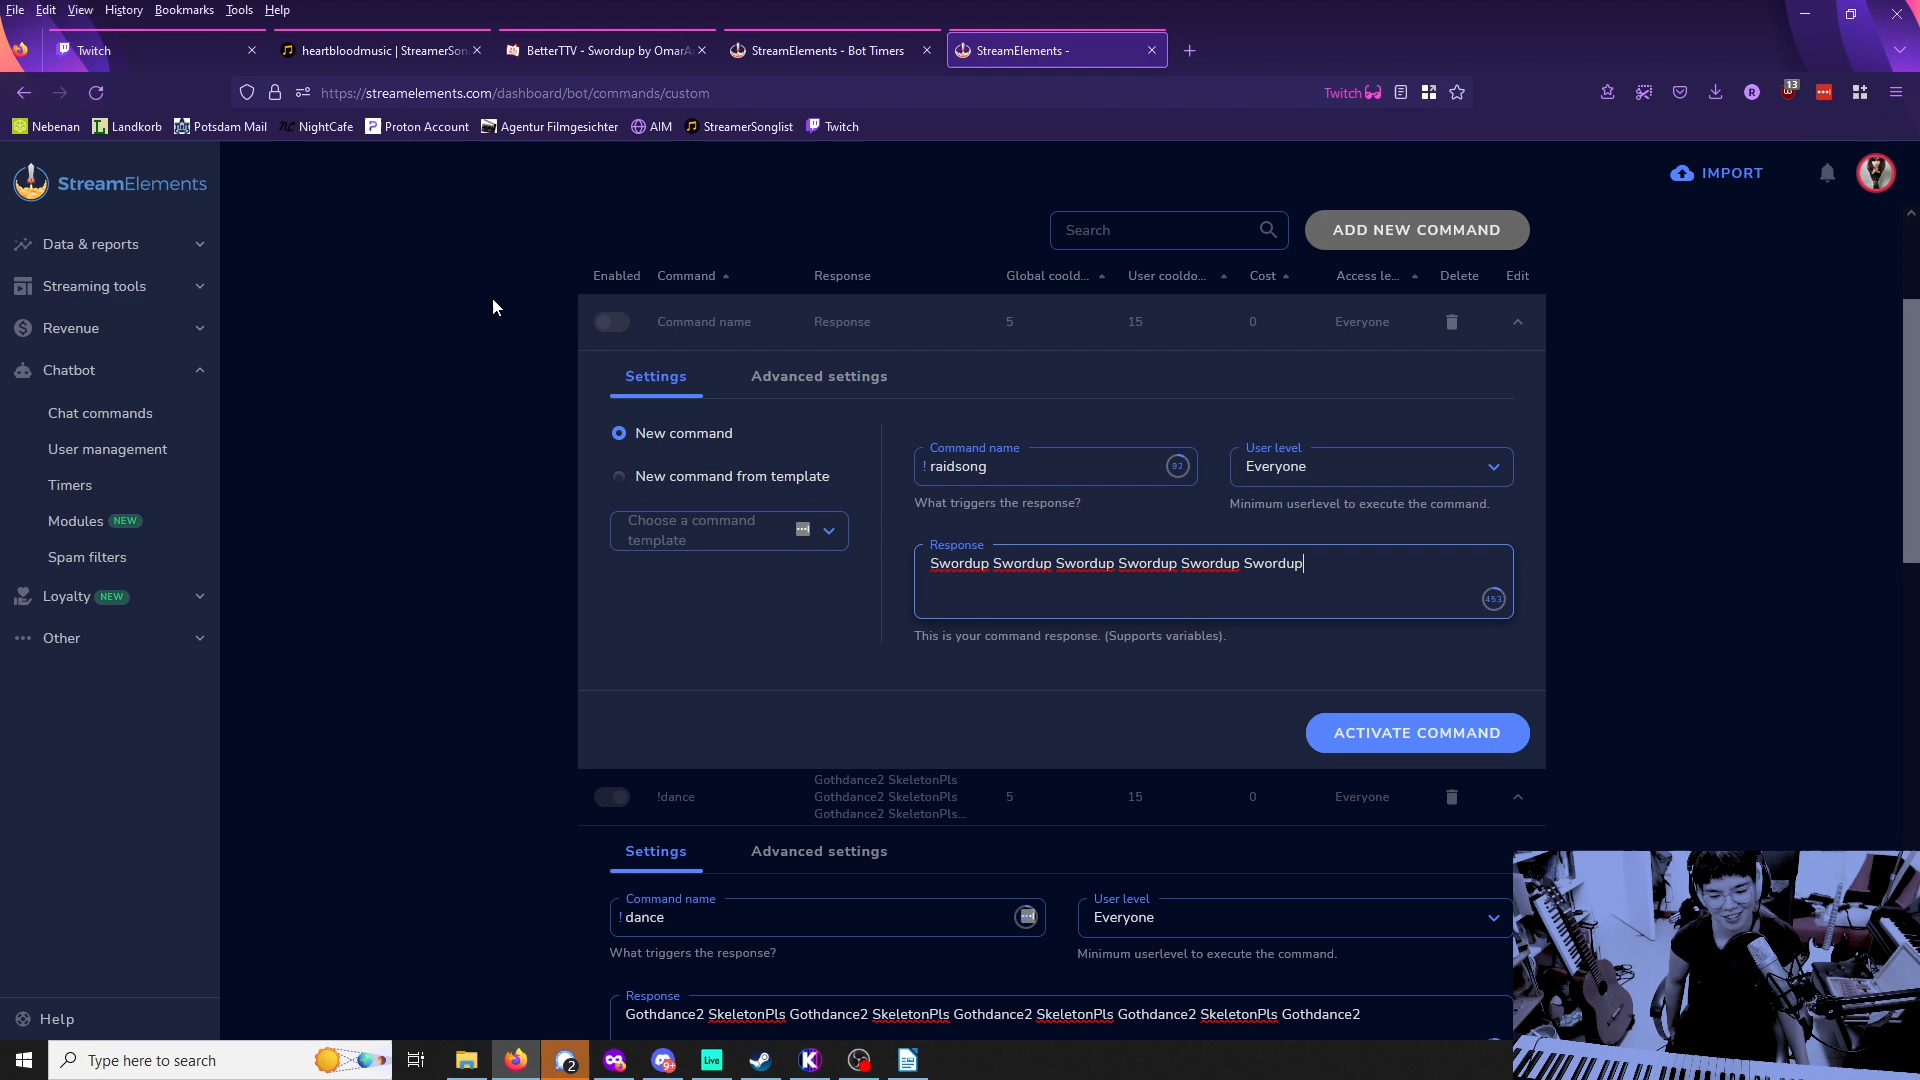 File Edit View History Bookmarks Tools Help
Twitch
heartbloodmusic | StreamerSon
BetterTTV - Swordup by OmarA
StreamElements - Bot Timers
StreamElements -
https://streamelements.com/dashboard/bot/commands/custom
Twitch
13
Nebenan Landkorb Potsdam Mail NightCafe Proton Account Agentur Filmgesichter AIM StreamerSonglist Twitch
StreamElements
IMPORT
Data & reports
Streaming tools
Revenue
Chatbot
Chat commands
User management
Timers
Modules NEW
Spam filters
Loyalty NEW
Other
Help
Search
ADD NEW COMMAND
Enabled Command Response Global coold... User cooldo... Cost Access le... Delete Edit
Command name Response 5 15 0 Everyone
Settings Advanced settings
New command
New command from template
Choose a command
template
Command name
! raidsong
92
What triggers the response?
User level
Everyone
Minimum userlevel to execute the command.
Response
Swordup Swordup Swordup Swordup Swordup Swordup
453
This is your command response. (Supports variables).
ACTIVATE COMMAND
!dance
Gothdance2 SkeletonPls
Gothdance2 SkeletonPls
Gothdance2 SkeletonPls...
5 15 0 Everyone
Settings Advanced settings
Command name
! dance
What triggers the response?
User level
Everyone
Minimum userlevel to execute the command.
Response
Gothdance2 SkeletonPls Gothdance2 SkeletonPls Gothdance2 SkeletonPls Gothdance2 SkeletonPls Gothdance2
Type here to search
2
9+
Live
K